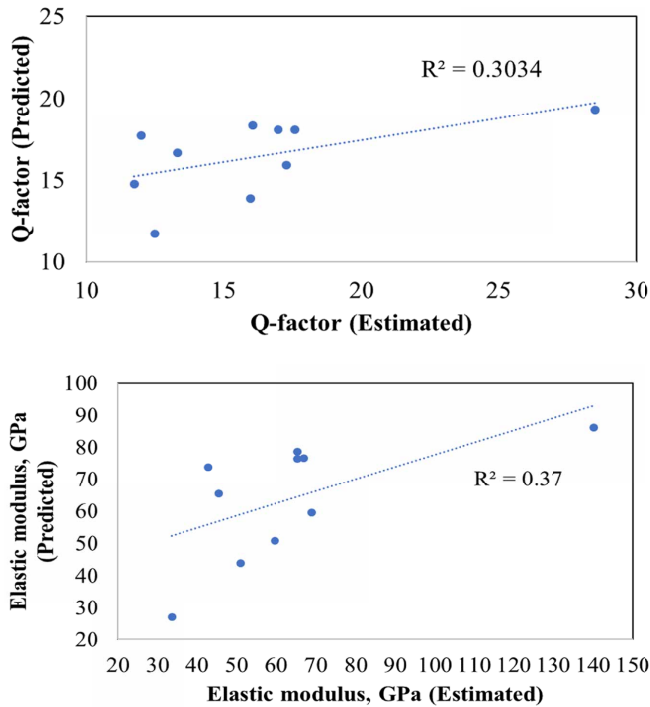 25
20
15
10
Q-factor (Predicted)
R² = 0.3034
10 15 20 25 30
Q-factor (Estimated)
100
90
80
70
60
50
40
30
20
Elastic modulus, GPa
(Predicted)
R² = 0.37
20 30 40 50 60 70 80 90 100 110 120 130 140 150
Elastic modulus, GPa (Estimated)